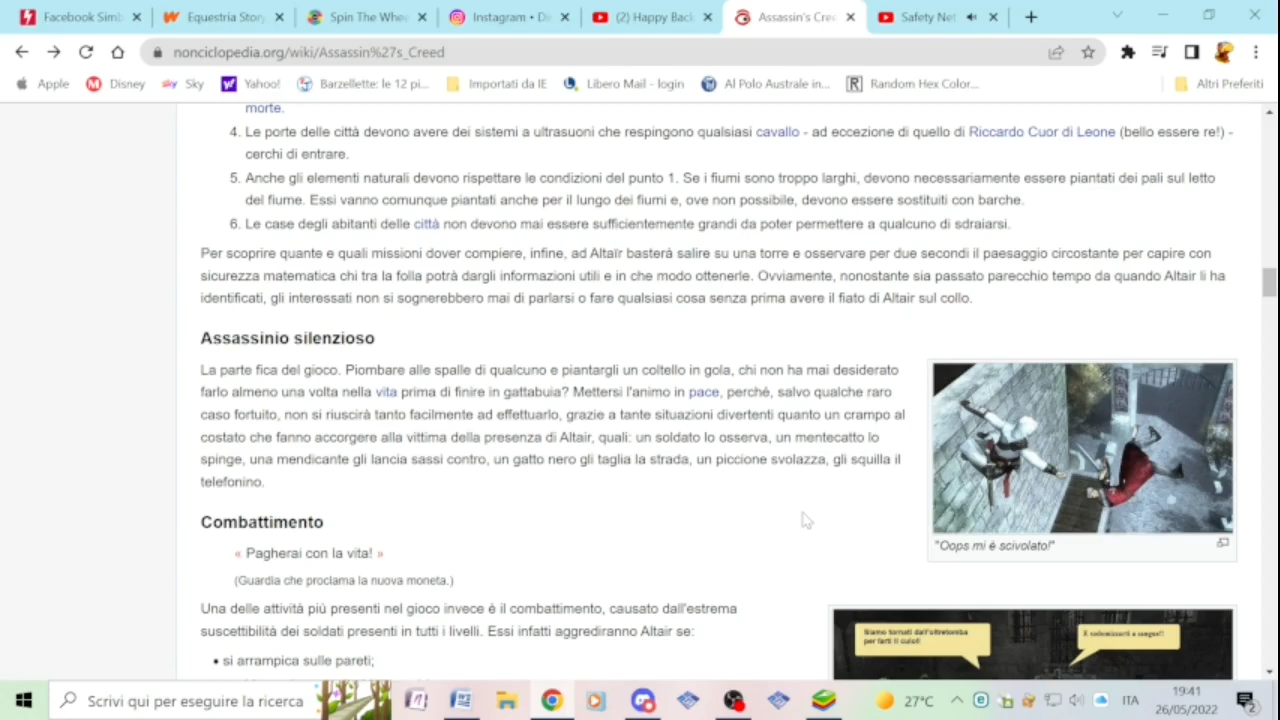 Facebook Simb
Equestria Story
Spin The Whee
Instagram • Di
(2) Happy Back
Assassin's Cree
Safety Net
nonciclopedia.org/wiki/Assassin%27s_Creed
Apple
Disney
sky Sky
Yahoo!
Barzellette: le 12 pi...
Importati da IE
Libero Mail - login
Al Polo Australe in...
Random Hex Color...
Altri Preferiti
morte.
4. Le porte delle città devono avere dei sistemi a ultrasuoni che respingono qualsiasi cavallo - ad eccezione di quello di Riccardo Cuor di Leone (bello essere re!) -
cerchi di entrare.
5. Anche gli elementi naturali devono rispettare le condizioni del punto 1. Se i fiumi sono troppo larghi, devono necessariamente essere piantati dei pali sul letto
del fiume. Essi vanno comunque piantati anche per il lungo dei fiumi e, ove non possibile, devono essere sostituiti con barche.
6. Le case degli abitanti delle città non devono mai essere sufficientemente grandi da poter permettere a qualcuno di sdraiarsi.
Per scoprire quante e quali missioni dover compiere, infine, ad Altaïr basterà salire su una torre e osservare per due secondi il paesaggio circostante per capire con
sicurezza matematica chi tra la folla potrà dargli informazioni utili e in che modo ottenerle. Ovviamente, nonostante sia passato parecchio tempo da quando Altair li ha
identificati, gli interessati non si sognerebbero mai di parlarsi o fare qualsiasi cosa senza prima avere il fiato di Altair sul collo.
Assassinio silenzioso
La parte fica del gioco. Piombare alle spalle di qualcuno e piantargli un coltello in gola, chi non ha mai desiderato
farlo almeno una volta nella vita prima di finire in gattabuia? Mettersi l'animo in pace, perché, salvo qualche raro
caso fortuito, non si riuscirà tanto facilmente ad effettuarlo, grazie a tante situazioni divertenti quanto un crampo al
costato che fanno accorgere alla vittima della presenza di Altair, quali: un soldato lo osserva, un mentecatto lo
spinge, una mendicante gli lancia sassi contro, un gatto nero gli taglia la strada, un piccione svolazza, gli squilla il
telefonino.
"Oops mi è scivolato!"
Combattimento
« Pagherai con la vita! »
(Guardia che proclama la nuova moneta.)
Una delle attività più presenti nel gioco invece è il combattimento, causato dall'estrema
suscettibilità dei soldati presenti in tutti i livelli. Essi infatti aggrediranno Altair se:
• si arrampica sulle pareti;
Siamo tornati dall'oltretomba
per farti il culo!!
E sodomizzarti a sangue!!
Scrivi qui per eseguire la ricerca
27°C
ITA
19:41
26/05/2022
2